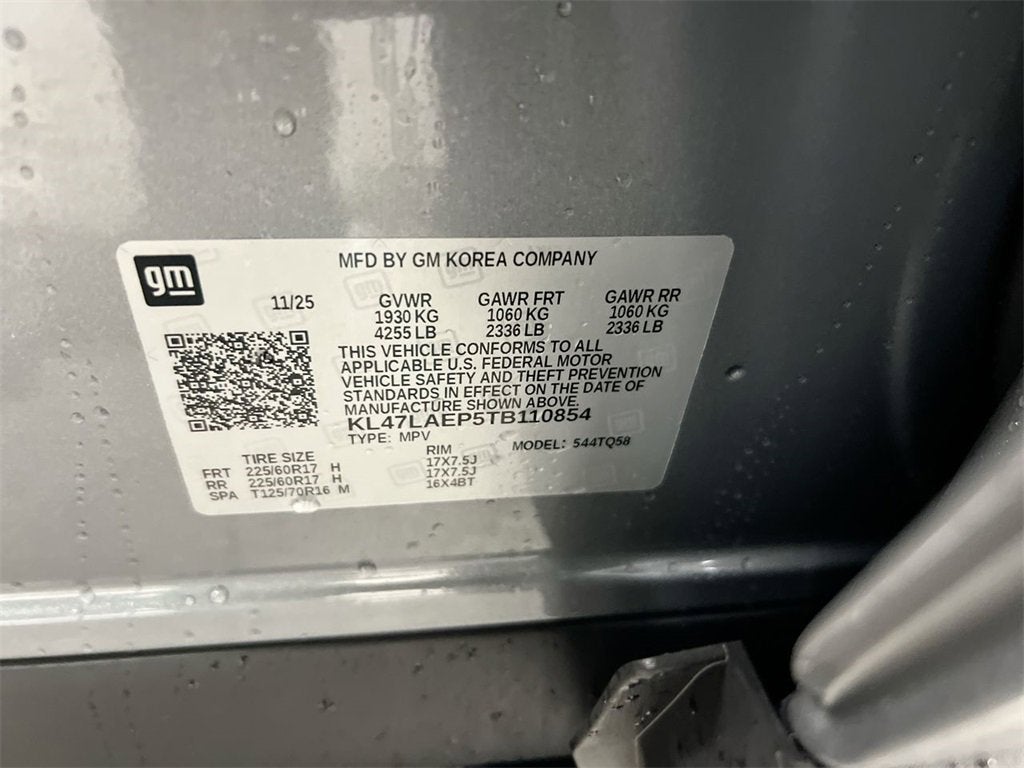 gm
MFD BY GM KOREA COMPANY
11/25 GVWR GAWR FRT GAWR RR
1930 KG 1060 KG 1060 KG
4255 LB 2336 LB 2336 LB
THIS VEHICLE CONFORMS TO ALL
APPLICABLE U.S. FEDERAL MOTOR
VEHICLE SAFETY AND THEFT PREVENTION
STANDARDS IN EFFECT ON THE DATE OF
MANUFACTURE SHOWN ABOVE.
KL47LAEP5TB110854
TYPE: MPV MODEL: 544TQ58
TIRE SIZE RIM
FRT 225/60R17 H 17X7.5J
RR 225/60R17 H 17X7.5J
SPA T125/70R16 M 16X4BT